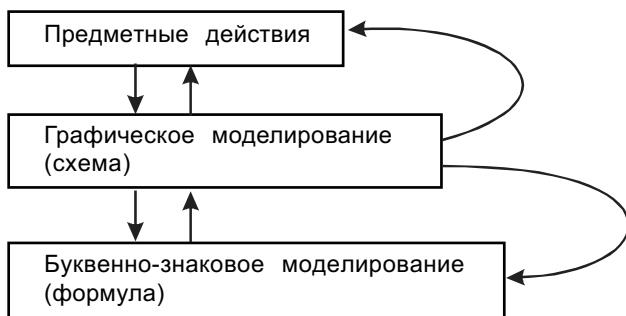 Предметные действия
Графическое моделирование
(схема)
Буквенно-знаковое моделирование
(формула)